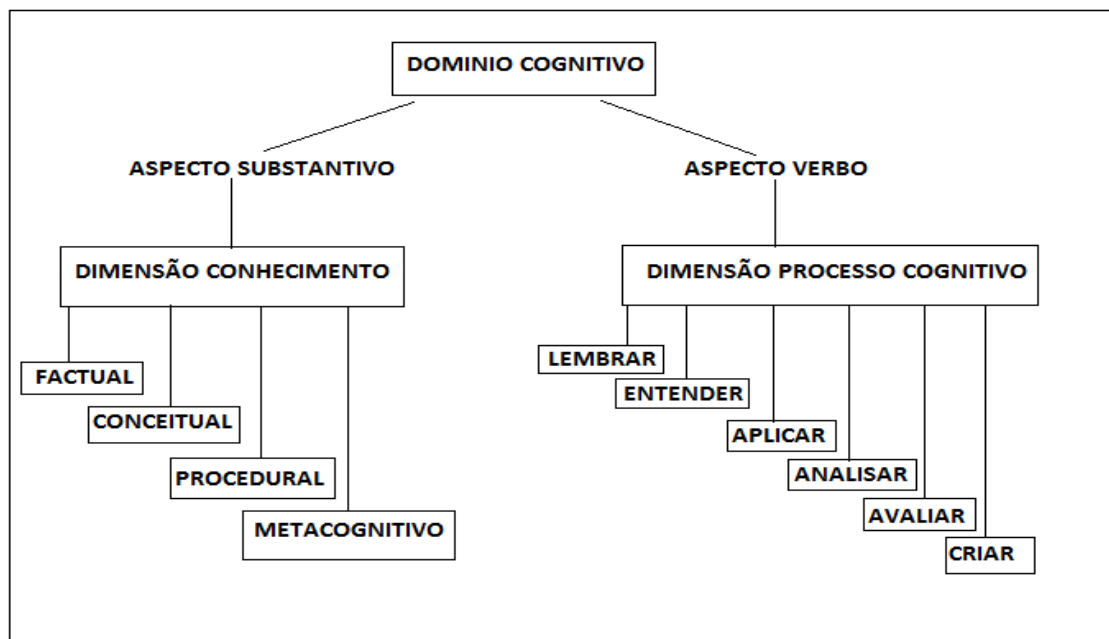 DOMINIO COGNITIVO
ASPECTO SUBSTANTIVO
ASPECTO VERBO
DIMENSÃO CONHECIMENTO
DIMENSÃO PROCESSO COGNITIVO
FACTUAL
CONCEITUAL
PROCEDURAL
METACOGNITIVO
LEMBRAR
ENTENDER
APLICAR
ANALISAR
AVALIAR
CRIAR